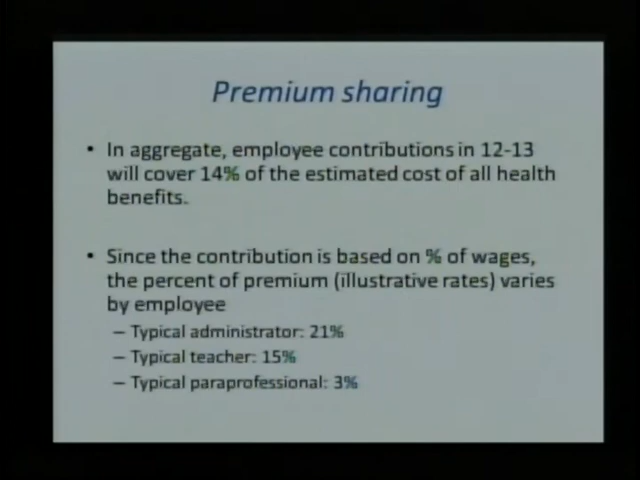 Premium sharing
• In aggregate, employee contributions in 12-13
will cover 14% of the estimated cost of all health
benefits.
• Since the contribution is based on % of wages,
the percent of premium (illustrative rates) varies
by employee
– Typical administrator: 21%
– Typical teacher: 15%
– Typical paraprofessional: 3%